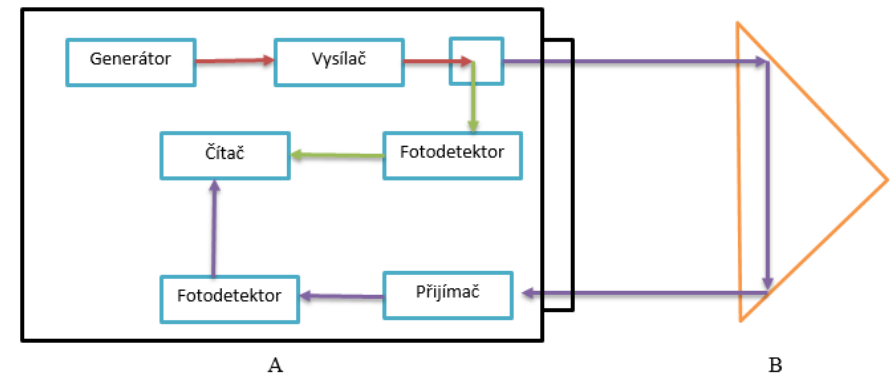 Generátor
Vysílač
Čítač
Fotodetektor
Fotodetektor
Přijímač
A
B